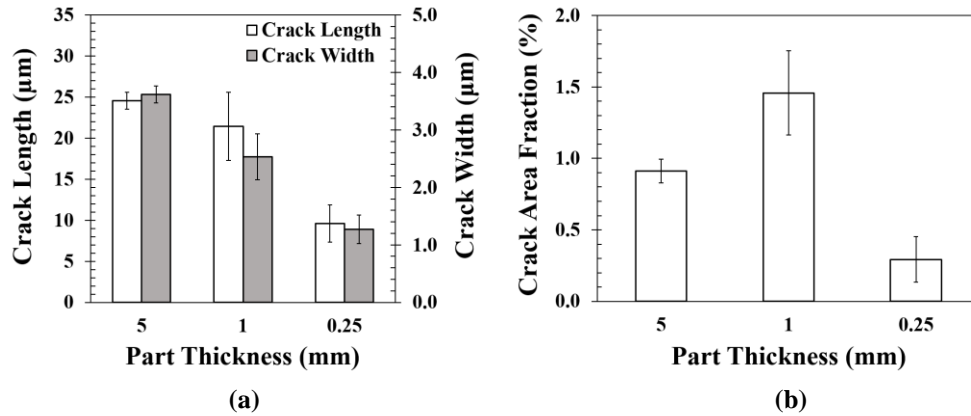 35
30
25
20
15
10
5
0
Crack Length (µm)
Crack Length
Crack Width
5.0
4.0
3.0
2.0
1.0
0.0
Crack Width (µm)
5 1 0.25
Part Thickness (mm)
(a)
2.0
1.5
1.0
0.5
0.0
Crack Area Fraction (%)
5 1 0.25
Part Thickness (mm)
(b)